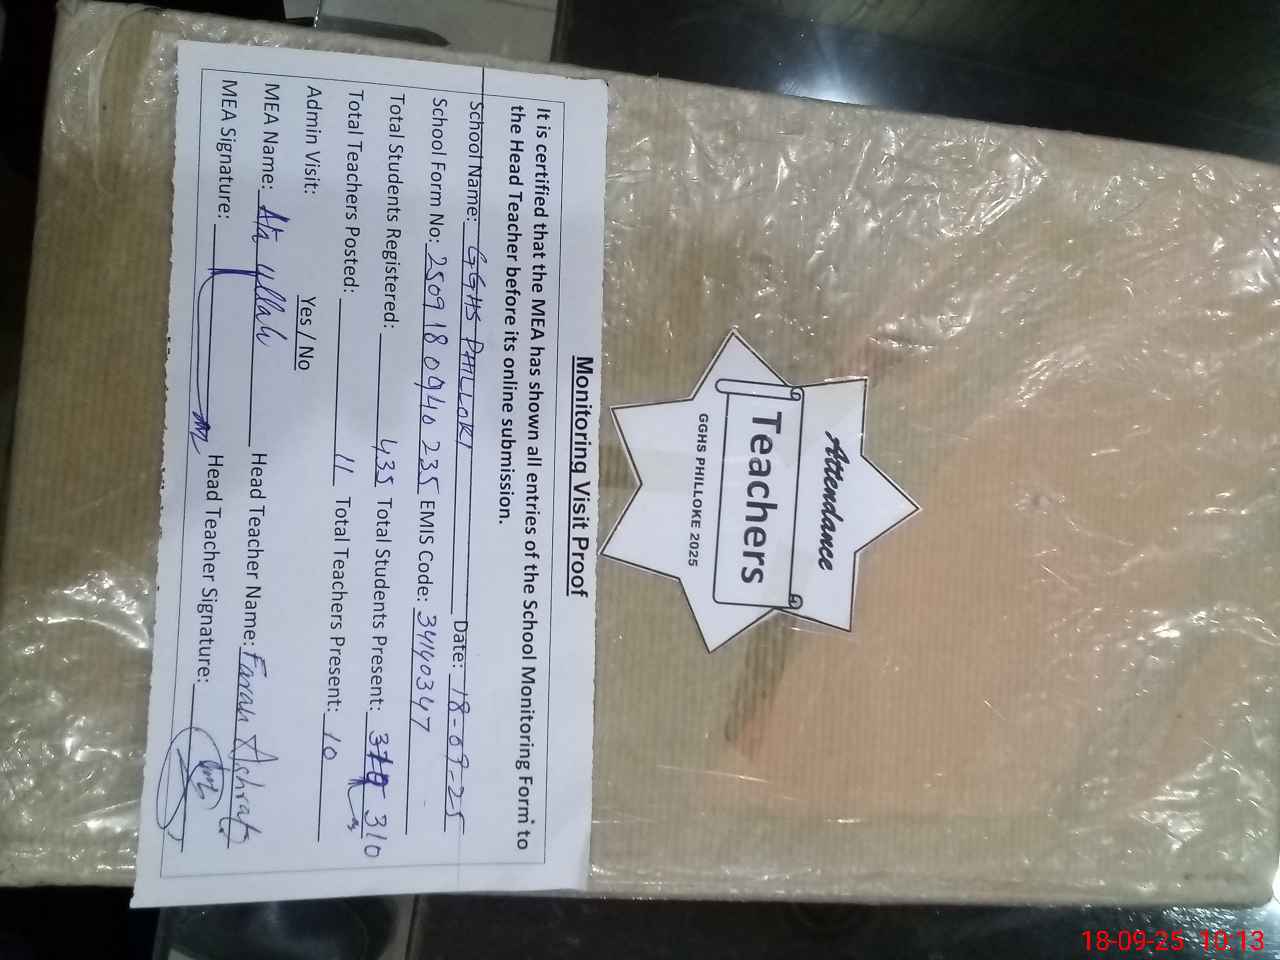 Attendance
Teachers
GGHS PHILLOKE 2025
Monitoring Visit Proof
It is certified that the MEA has shown all entries of the School Monitoring Form to
the Head Teacher before its online submission.
School Name: GGHS PHILLOKI Date: 18-09-25
School Form No: 250918 0940 235 EMIS Code: 34140347
Total Students Registered: 435 Total Students Present: 310
Total Teachers Posted: 11 Total Teachers Present: 10
Admin Visit: Yes / No
MEA Name: Ata ullah Head Teacher Name: Farah Ashraf
MEA Signature: Head Teacher Signature:
18-09-25 10:13